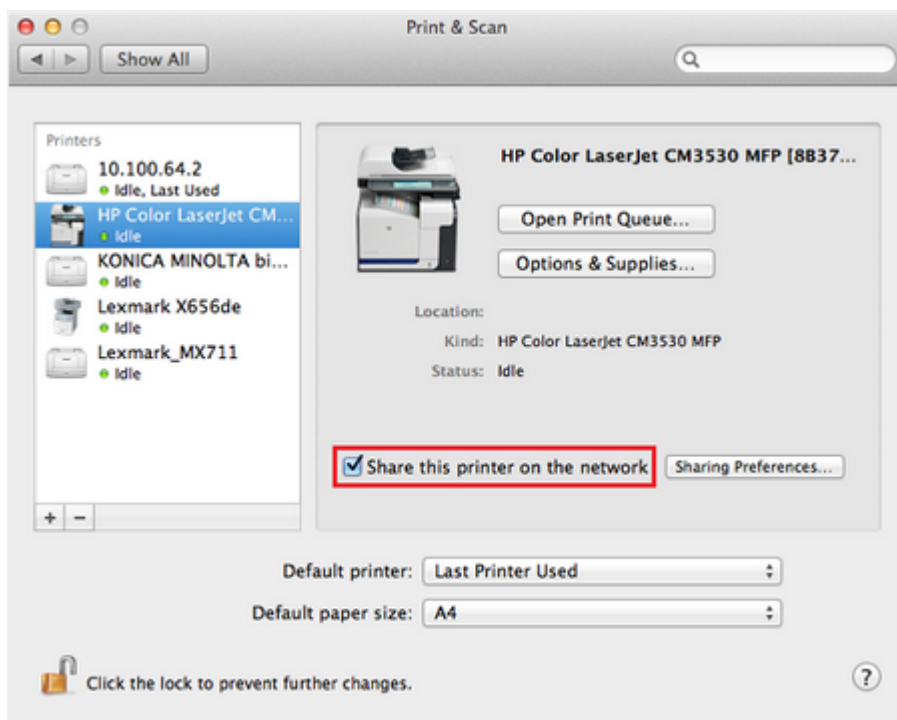 Print & Scan
Show All
Printers
10.100.64.2
Idle, Last Used
HP Color LaserJet CM...
Idle
KONICA MINOLTA bi...
Idle
Lexmark X656de
Idle
Lexmark_MX711
Idle
+ −
HP Color LaserJet CM3530 MFP [8B37...
Open Print Queue...
Options & Supplies...
Location:
Kind: HP Color LaserJet CM3530 MFP
Status: Idle
Share this printer on the network
Sharing Preferences...
Default printer: Last Printer Used
Default paper size: A4
Click the lock to prevent further changes.
?